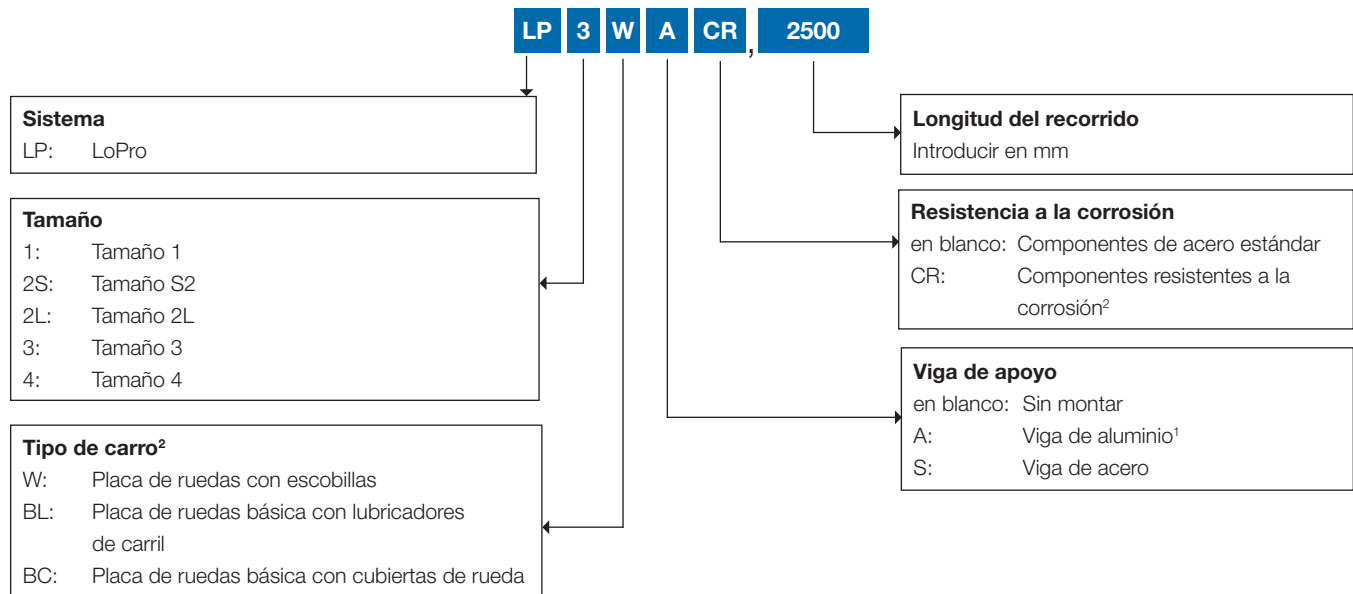 LP 3 W A CR, 2500
Sistema
LP: LoPro
Tamaño
1: Tamaño 1
2S: Tamaño S2
2L: Tamaño 2L
3: Tamaño 3
4: Tamaño 4
Tipo de carro²
W: Placa de ruedas con escobillas
BL: Placa de ruedas básica con lubricadores
de carril
BC: Placa de ruedas básica con cubiertas de rueda
Longitud del recorrido
Introducir en mm
Resistencia a la corrosión
en blanco: Componentes de acero estándar
CR: Componentes resistentes a la
corrosión²
Viga de apoyo
en blanco: Sin montar
A: Viga de aluminio¹
S: Viga de acero